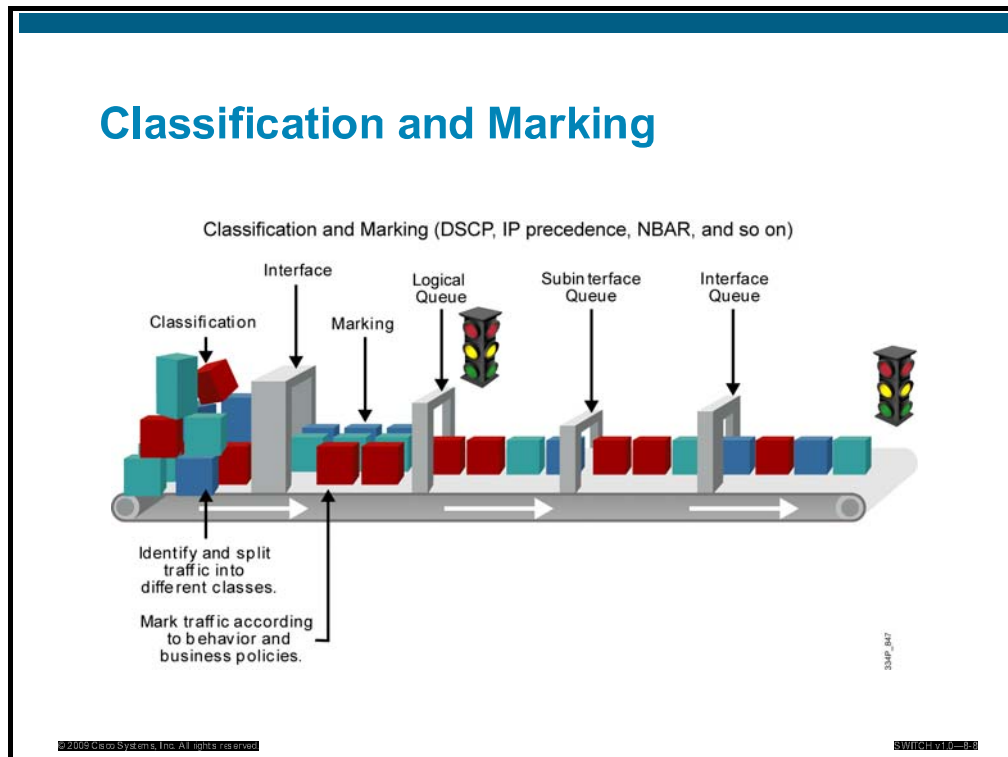 Classification and Marking
Classification and Marking (DSCP, IP precedence, NBAR, and so on)
Interface
Classification
Marking
Logical
Queue
Subinterface
Queue
Interface
Queue
Identify and split
traffic into
different classes.
Mark traffic according
to behavior and
business policies.
334P_847
© 2009 Cisco Systems, Inc. All rights reserved.
SWITCH v1.0—8-8